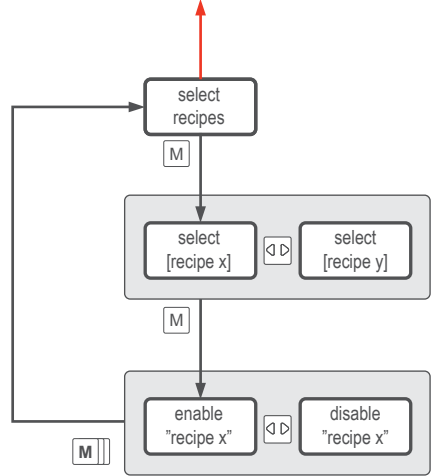 select
recipes
M
select
[recipe x]
select
[recipe y]
M
enable
”recipe x”
disable
”recipe x”
M